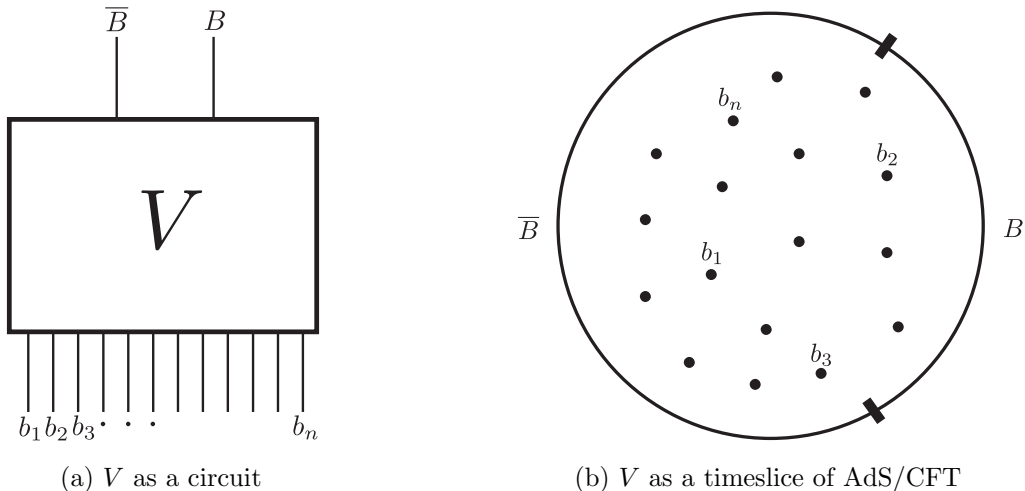 B̅ B
V
b₁ b₂ b₃ · · · bₙ
(a) V as a circuit
bₙ
b₂
B̅ B
b₁
b₃
(b) V as a timeslice of AdS/CFT